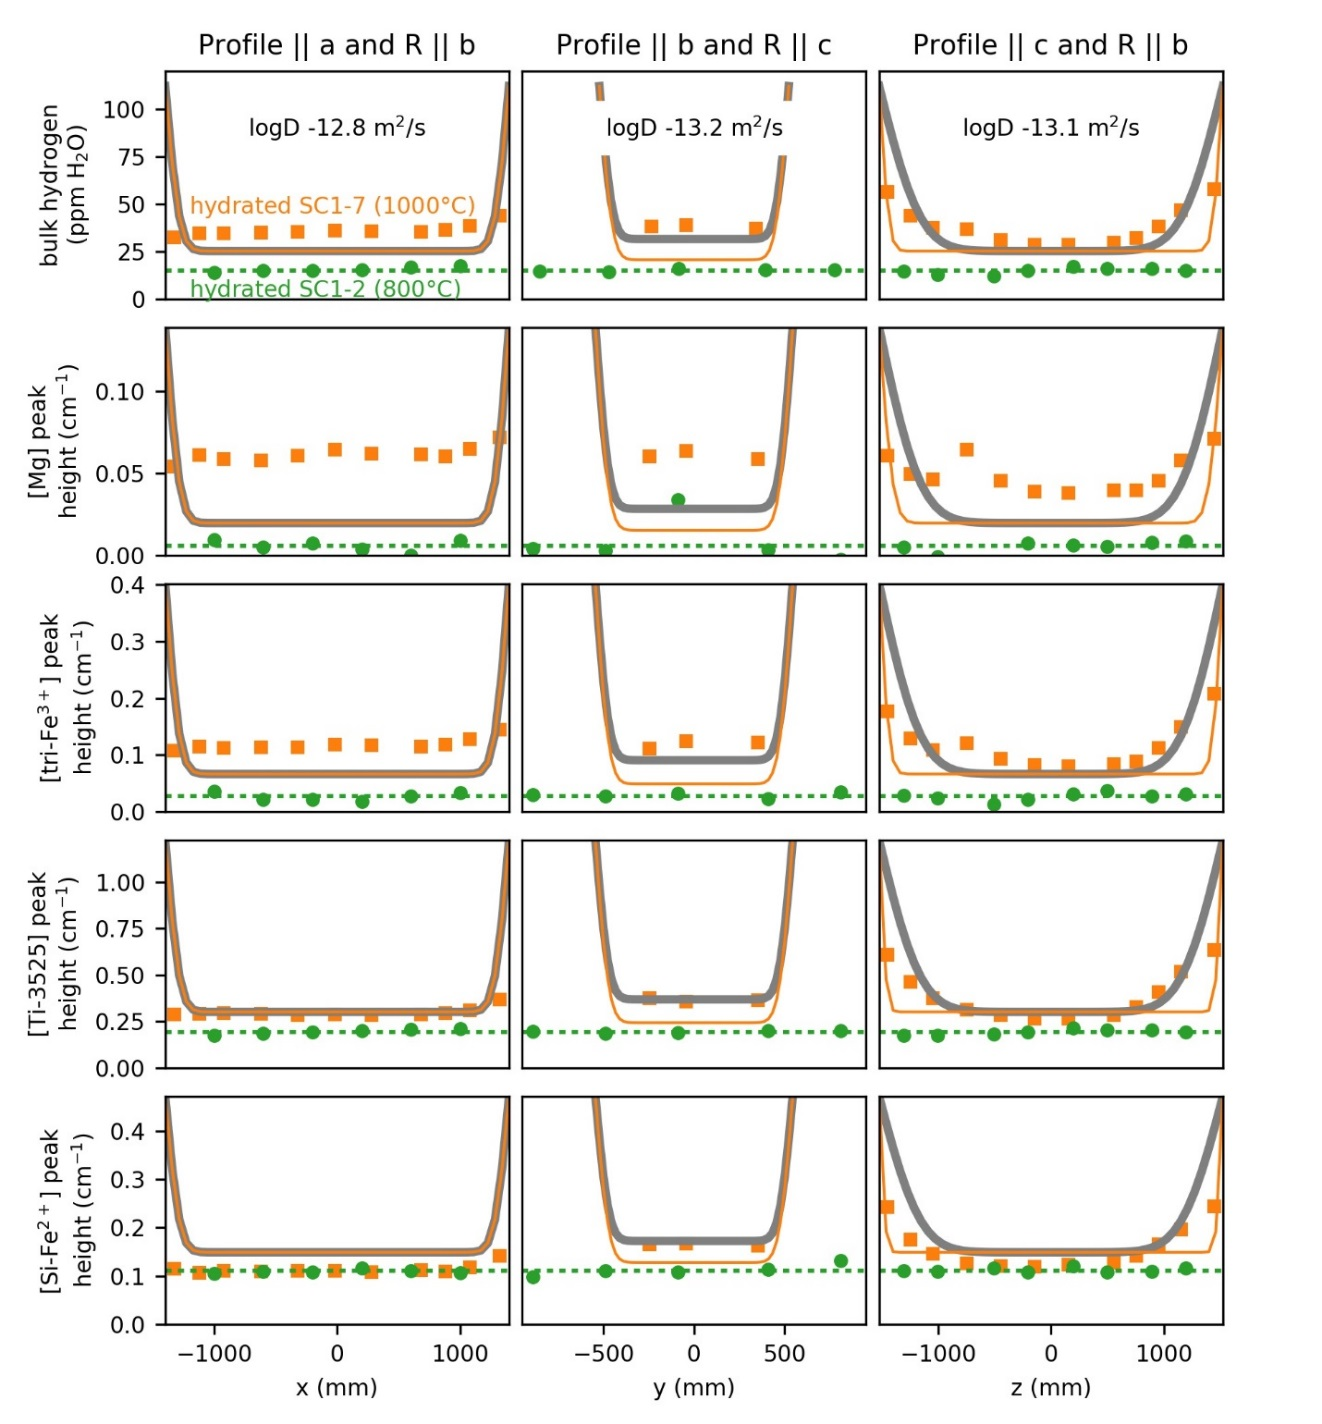 Profile || a and R || b
Profile || b and R || c
Profile || c and R || b
bulk hydrogen
(ppm H₂O)
100
75
50
25
0
logD -12.8 m²/s
logD -13.2 m²/s
logD -13.1 m²/s
hydrated SC1-7 (1000°C)
hydrated SC1-2 (800°C)
[Mg] peak
height (cm⁻¹)
0.10
0.05
0.00
[tri-Fe³⁺] peak
height (cm⁻¹)
0.4
0.3
0.2
0.1
0.0
[Ti-3525] peak
height (cm⁻¹)
1.00
0.75
0.50
0.25
0.00
[Si-Fe²⁺] peak
height (cm⁻¹)
0.4
0.3
0.2
0.1
0.0
−1000 0 1000
−500 0 500
−1000 0 1000
x (mm)
y (mm)
z (mm)